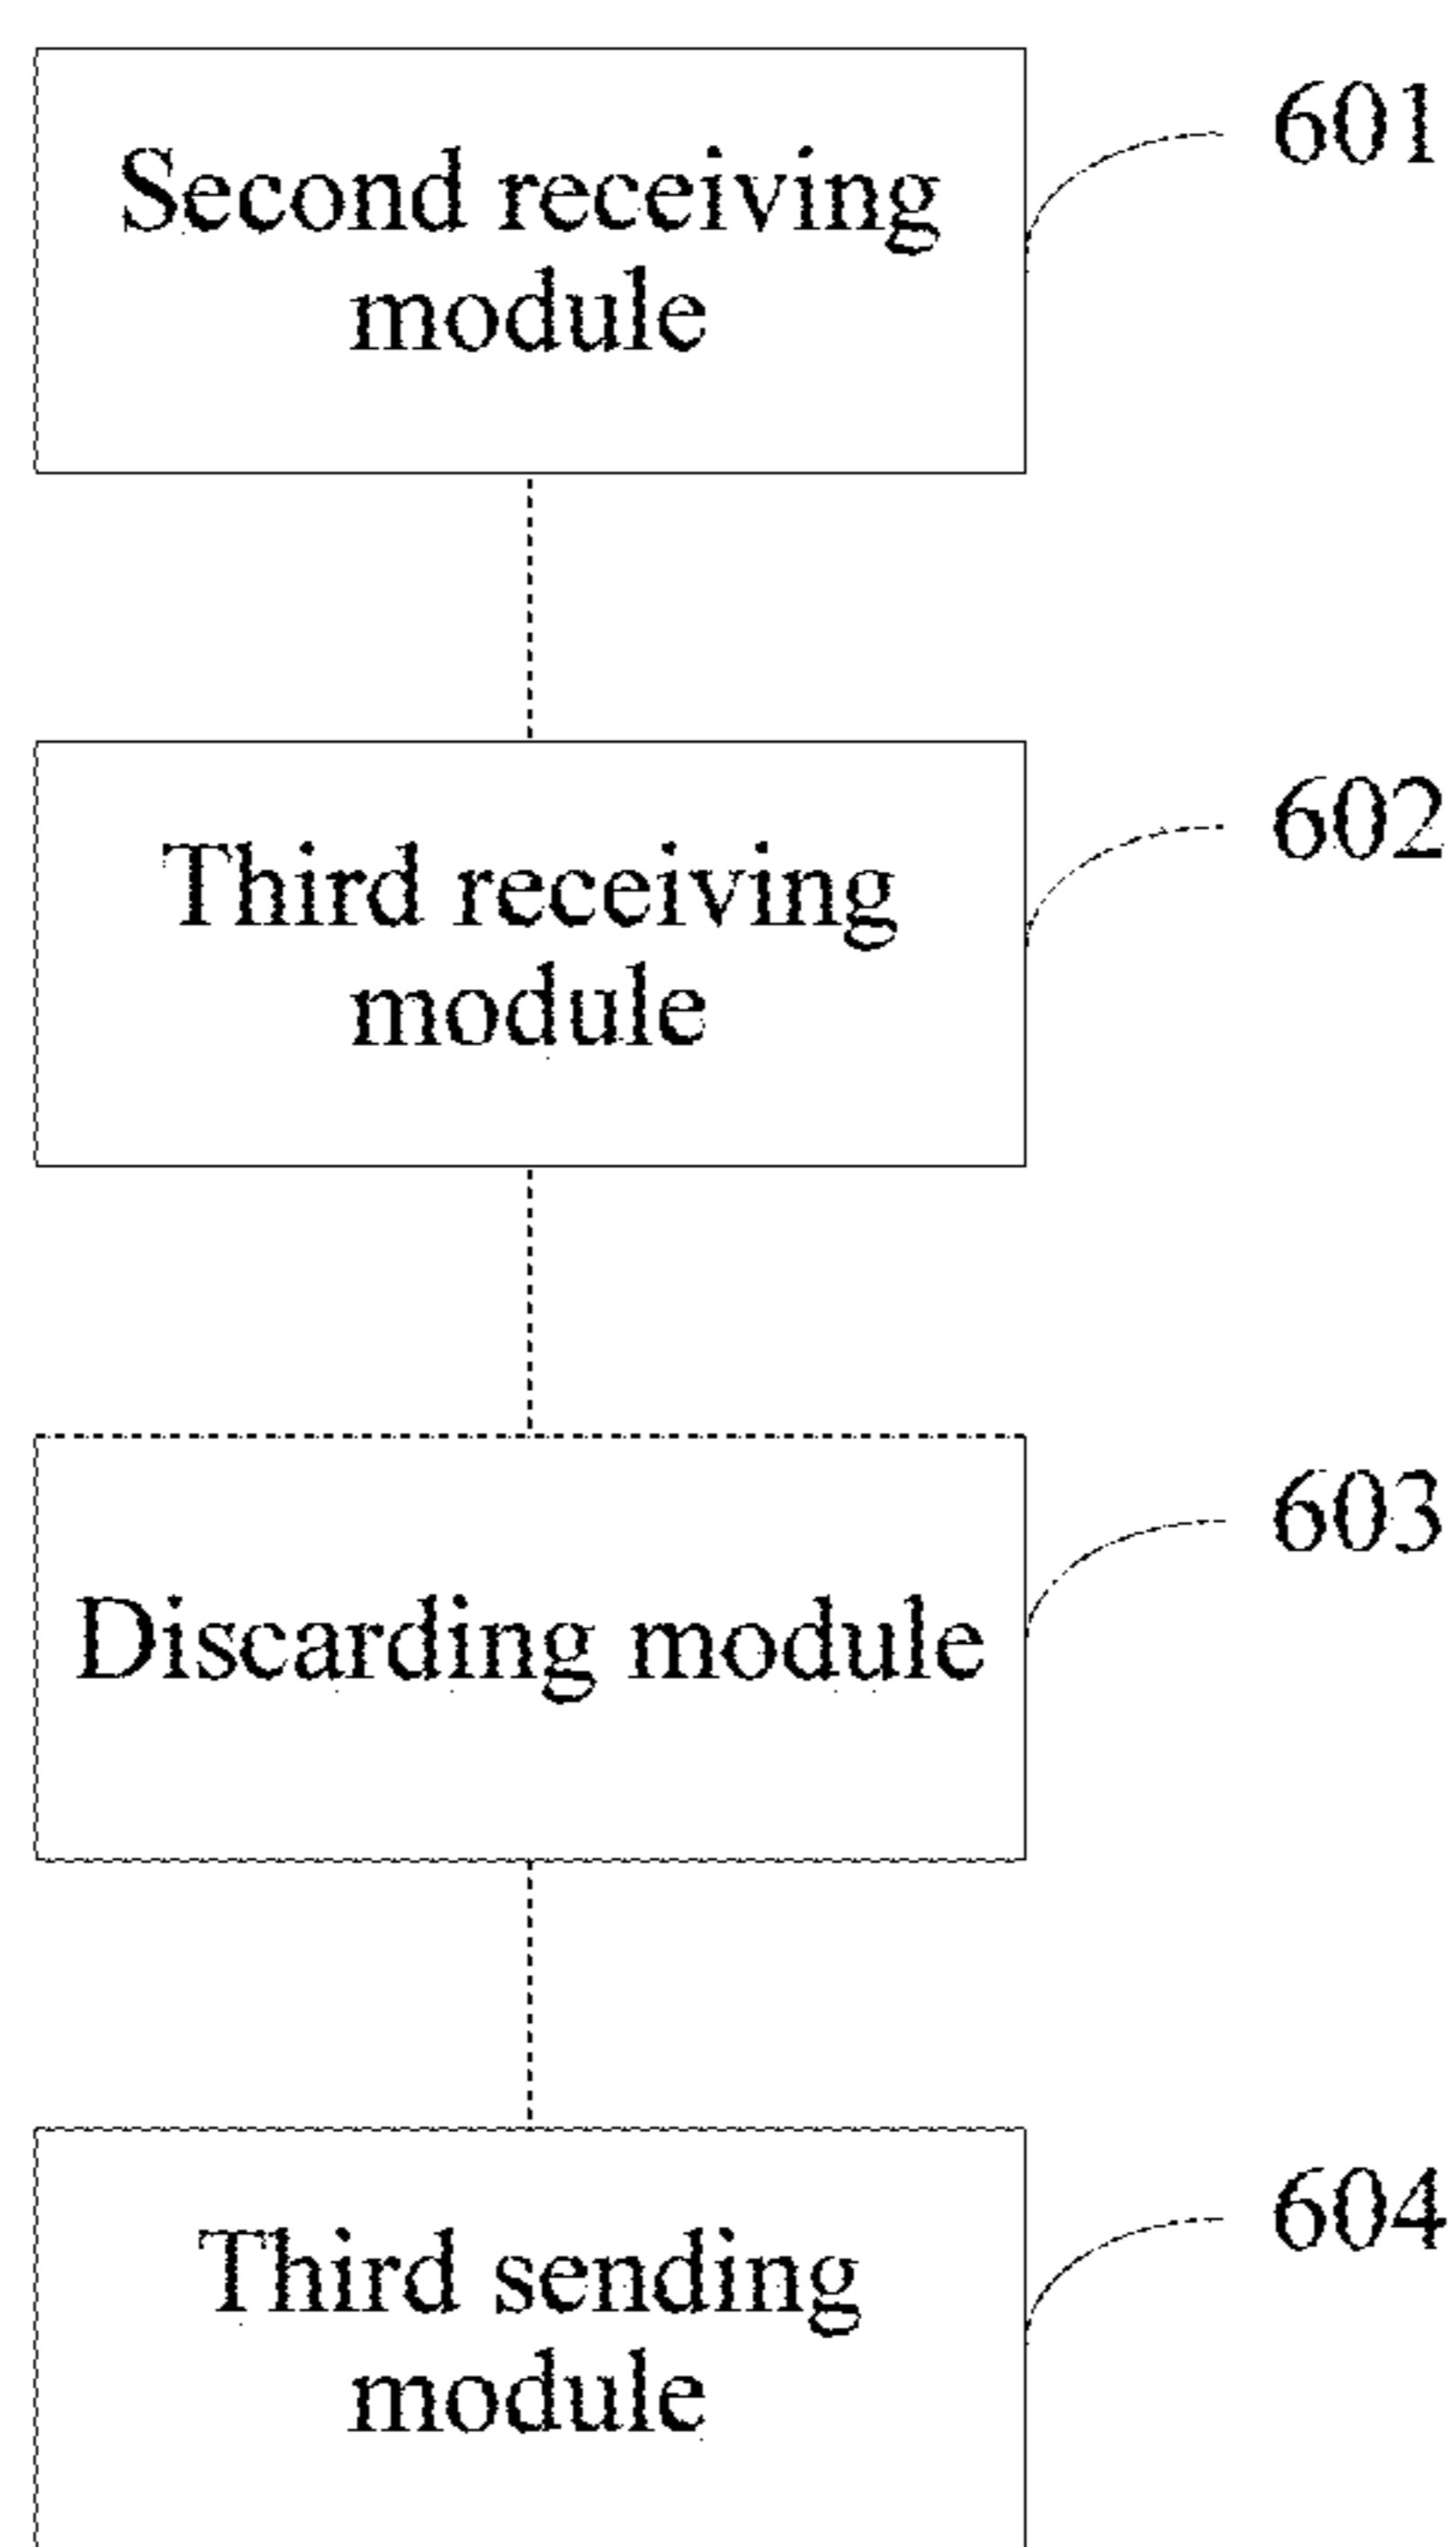 Second receiving
module
601
Third receiving
module
602
Discarding module
603
Third sending
module
604